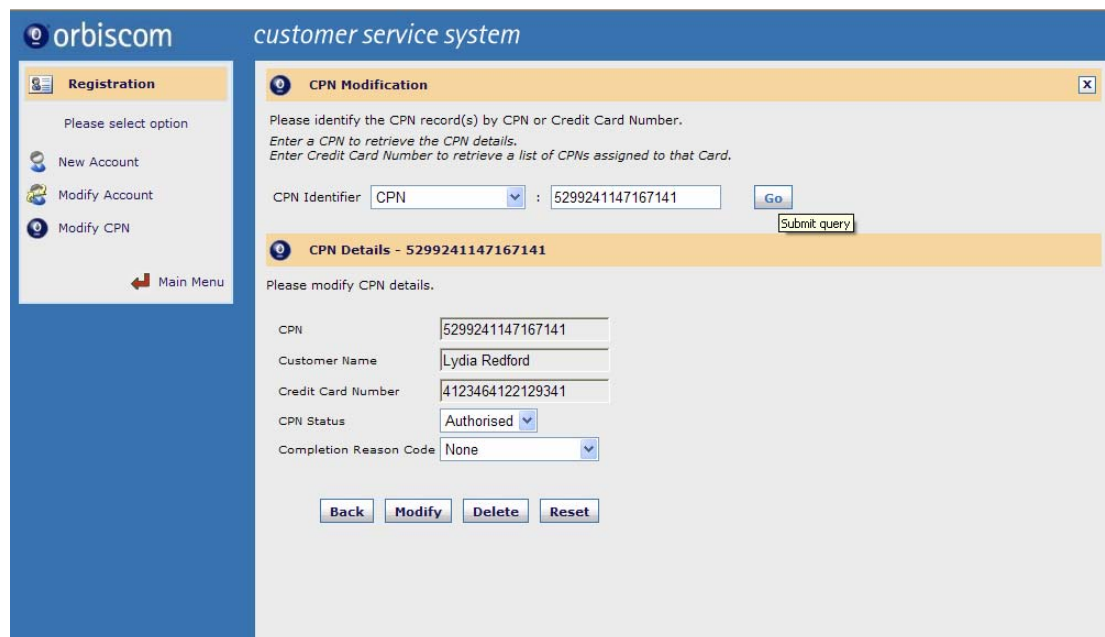 orbiscom
customer service system
Registration
Please select option
New Account
Modify Account
Modify CPN
Main Menu
CPN Modification
X
Please identify the CPN record(s) by CPN or Credit Card Number.
Enter a CPN to retrieve the CPN details.
Enter Credit Card Number to retrieve a list of CPNs assigned to that Card.
CPN Identifier CPN : 5299241147167141 Go
Submit query
CPN Details - 5299241147167141
Please modify CPN details.
CPN 5299241147167141
Customer Name Lydia Redford
Credit Card Number 4123464122129341
CPN Status Authorised
Completion Reason Code None
Back Modify Delete Reset